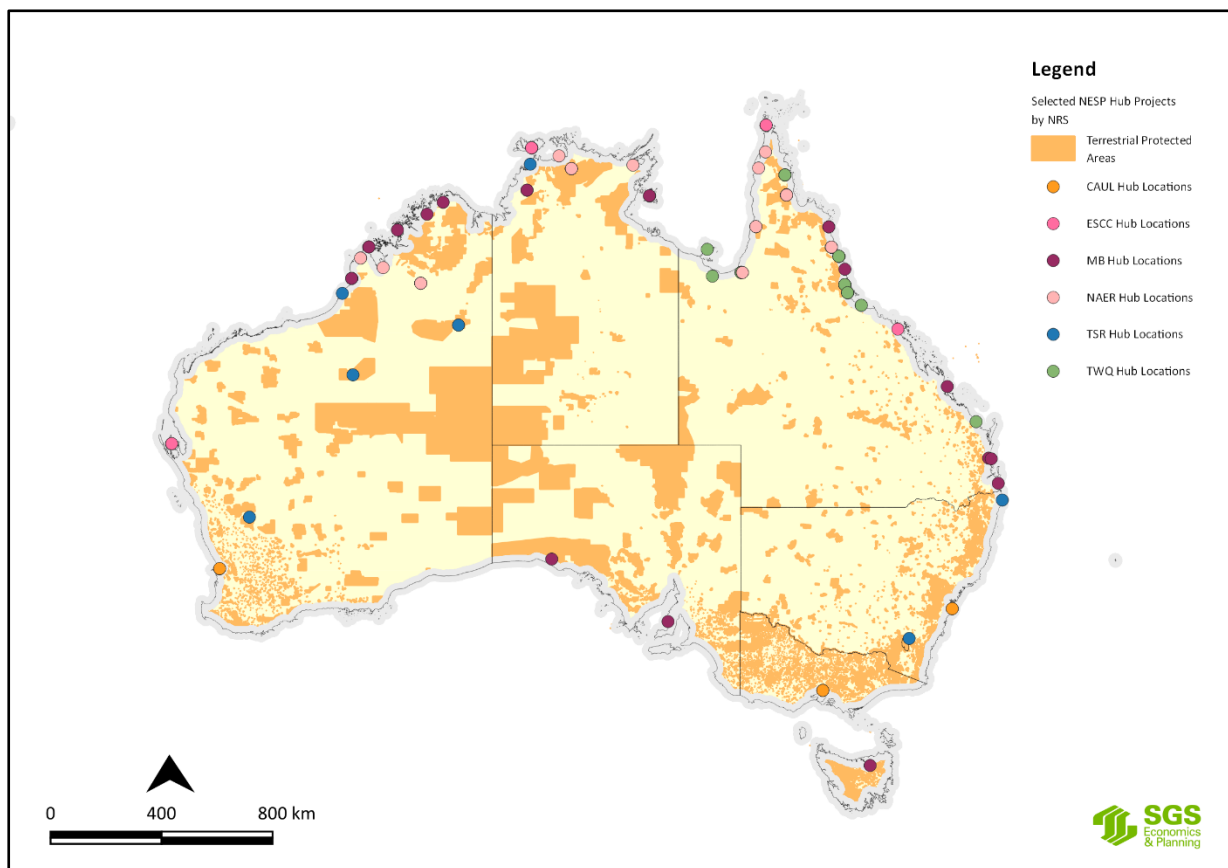 Legend
Selected NESP Hub Projects
by NRS
Terrestrial Protected
Areas
CAUL Hub Locations
ESCC Hub Locations
MB Hub Locations
NAER Hub Locations
TSR Hub Locations
TWQ Hub Locations
0 400 800 km
SGS
Economics
& Planning